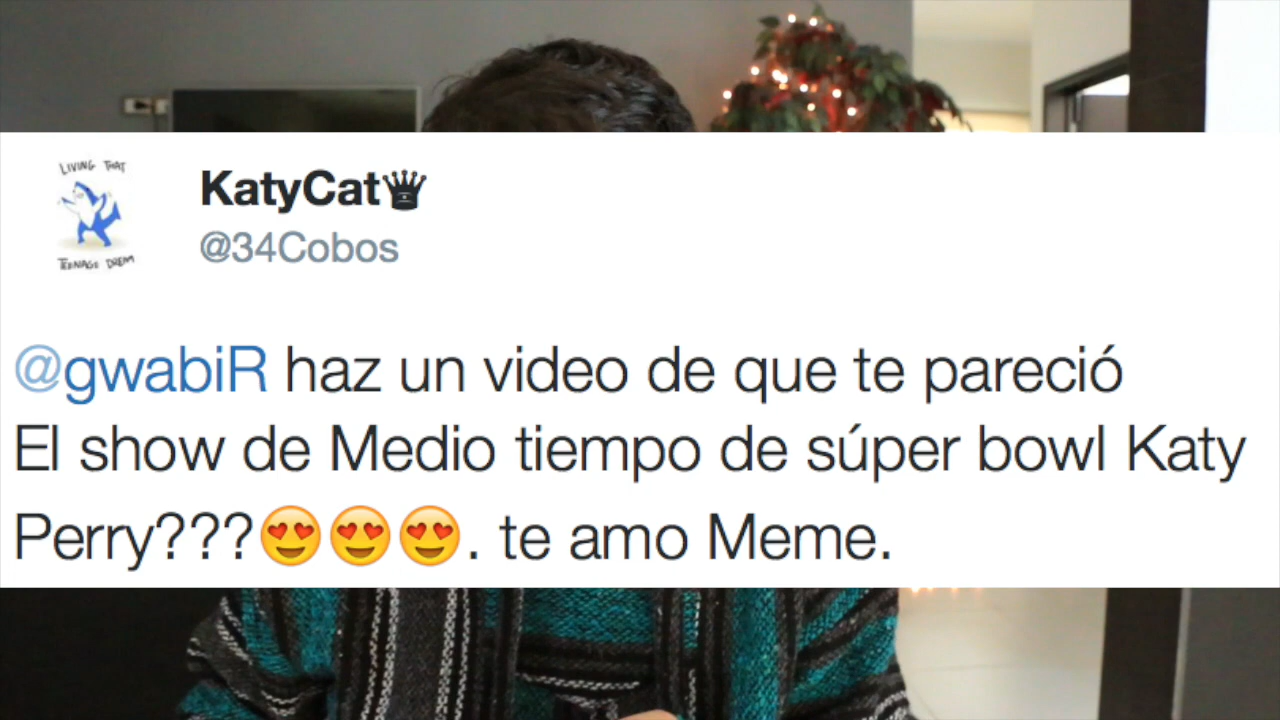 LIVING THAT
TEENAGE DREM
KatyCat♛
@34Cobos
@gwabiR haz un video de que te pareció
El show de Medio tiempo de súper bowl Katy
Perry???😍😍😍. te amo Meme.